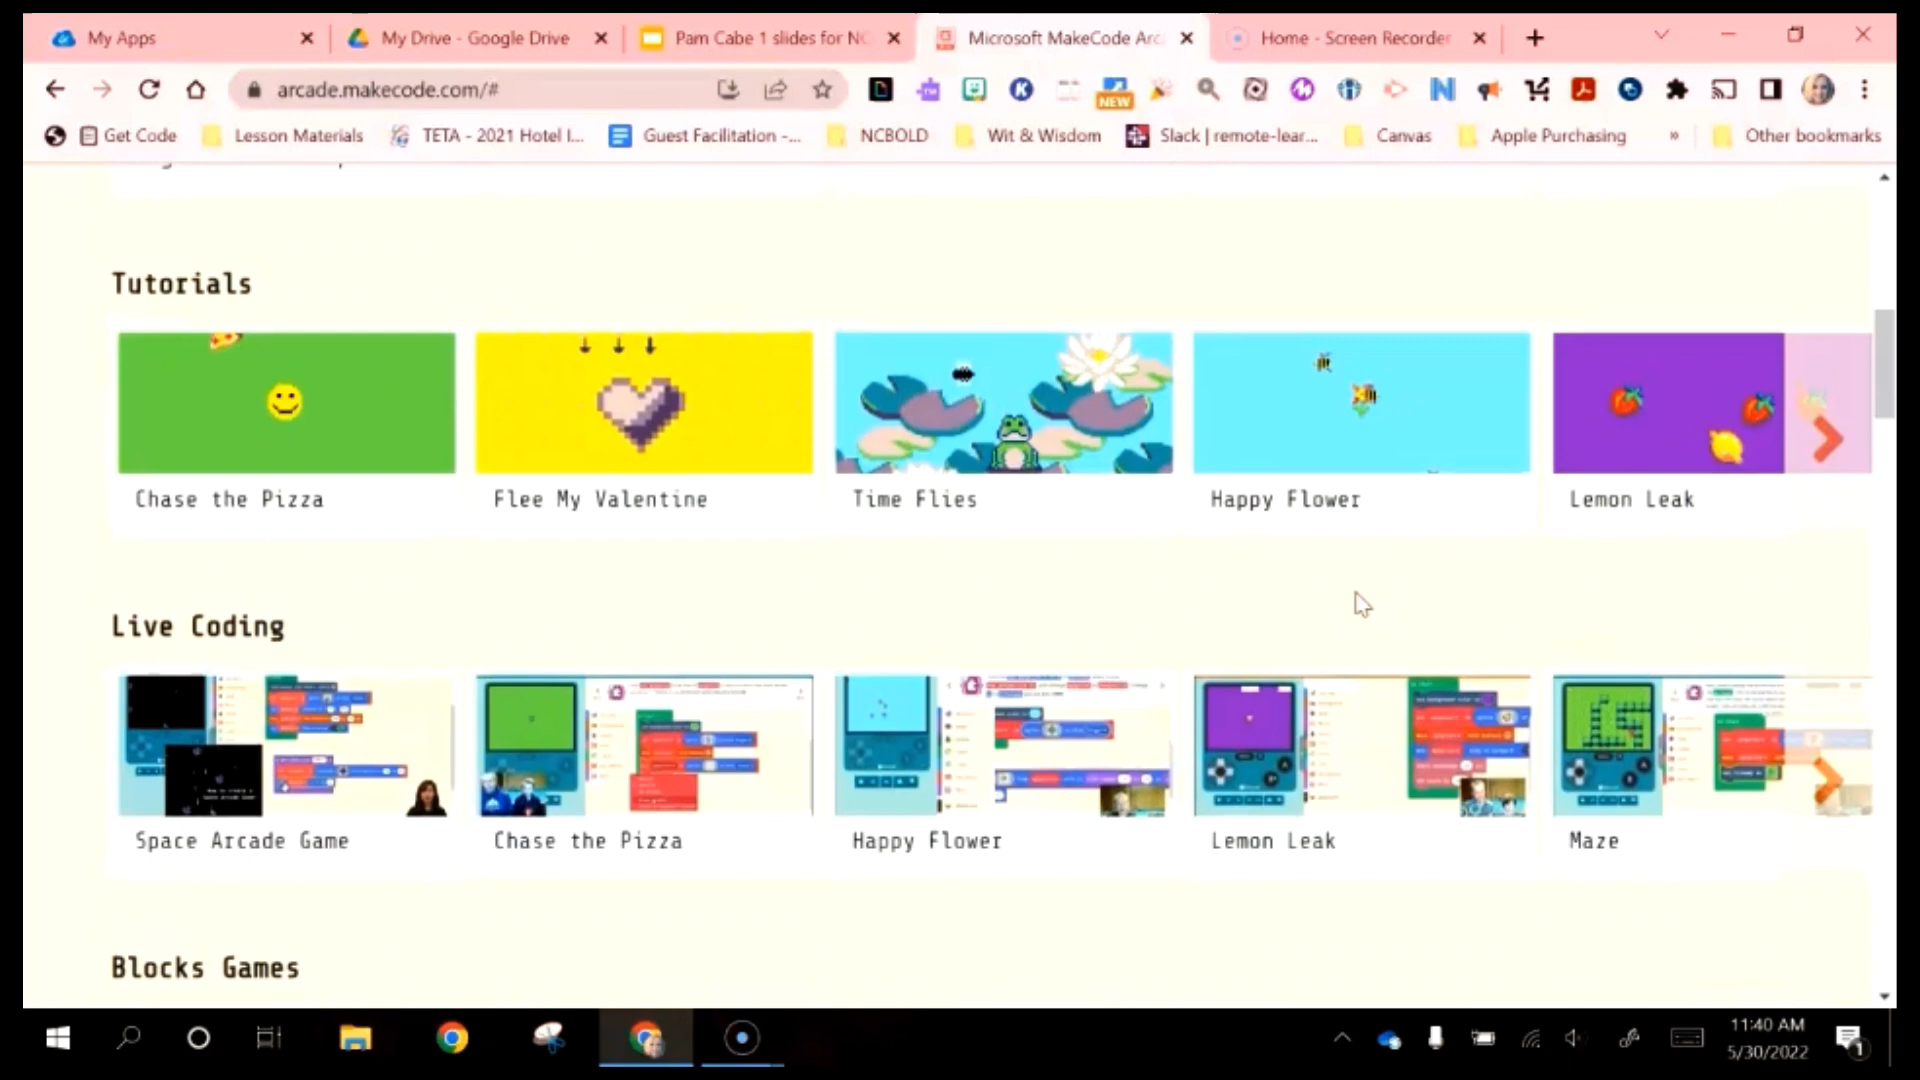 My Apps
My Drive - Google Drive
Pam Cabe 1 slides for NC
Microsoft MakeCode Arc
Home - Screen Recorder
arcade.makecode.com/#
NEW
Get Code
Lesson Materials
TETA - 2021 Hotel I...
Guest Facilitation -...
NCBOLD
Wit & Wisdom
Slack | remote-lear...
Canvas
Apple Purchasing
»
Other bookmarks
Tutorials
Chase the Pizza
Flee My Valentine
Time Flies
Happy Flower
Lemon Leak
Live Coding
Space Arcade Game
Chase the Pizza
Happy Flower
Lemon Leak
Maze
Blocks Games
11:40 AM
5/30/2022
1